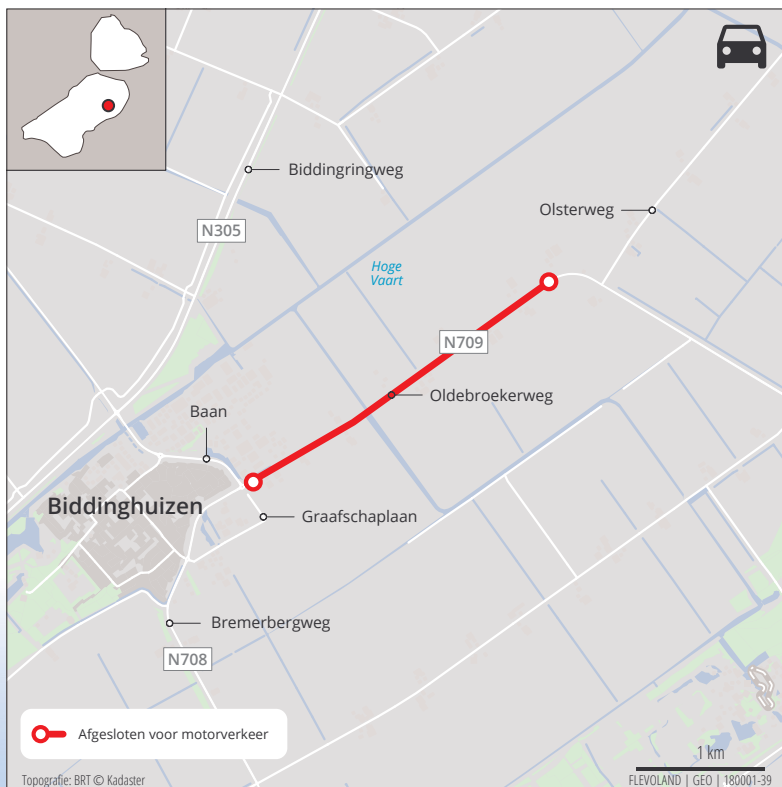 Biddingringweg
Olsterweg
N305
Hoge
Vaart
N709
Oldebroekerweg
Baan
Biddinghuizen
Graafschaplaan
Bremerbergweg
N708
Afgesloten voor motorverkeer
1 km
Topografie: BRT © Kadaster
FLEVOLAND | GEO | 180001-39